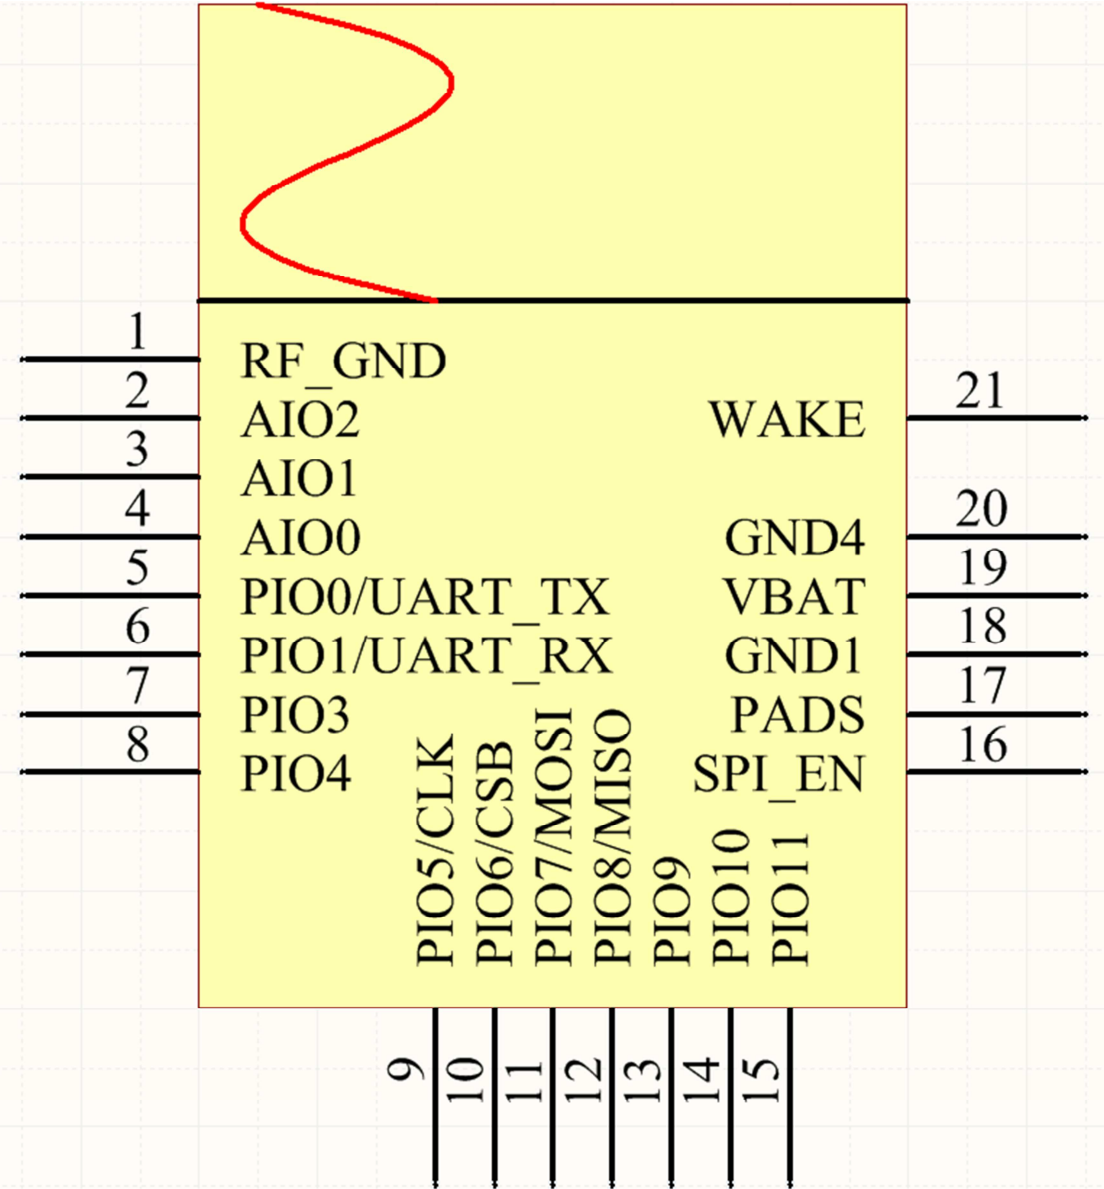 1
RF_GND
2
AIO2
3
AIO1
4
AIO0
5
PIO0/UART_TX
6
PIO1/UART_RX
7
PIO3
8
PIO4
21
WAKE
20
GND4
19
VBAT
18
GND1
17
PADS
16
SPI_EN
PIO5/CLK
PIO6/CSB
PIO7/MOSI
PIO8/MISO
PIO9
PIO10
PIO11
9
10
11
12
13
14
15